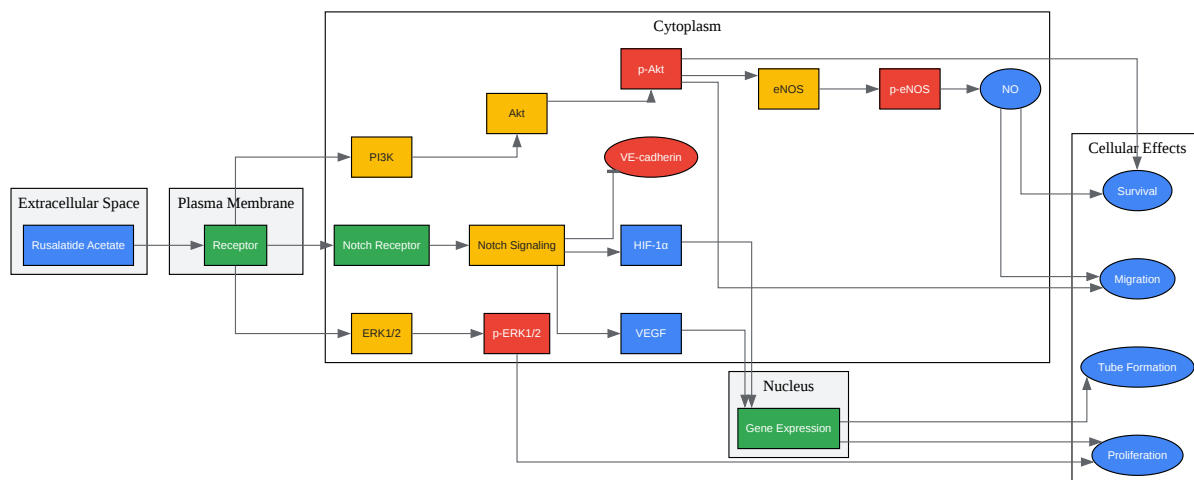 Cytoplasm
p-Akt
eNOS
p-eNOS
NO
Akt
PI3K
VE-cadherin
Cellular Effects
Survival
Extracellular Space
Plasma Membrane
Rusalatide Acetate
Receptor
Notch Receptor
Notch Signaling
HIF-1α
Migration
ERK1/2
p-ERK1/2
VEGF
Tube Formation
Nucleus
Gene Expression
Proliferation